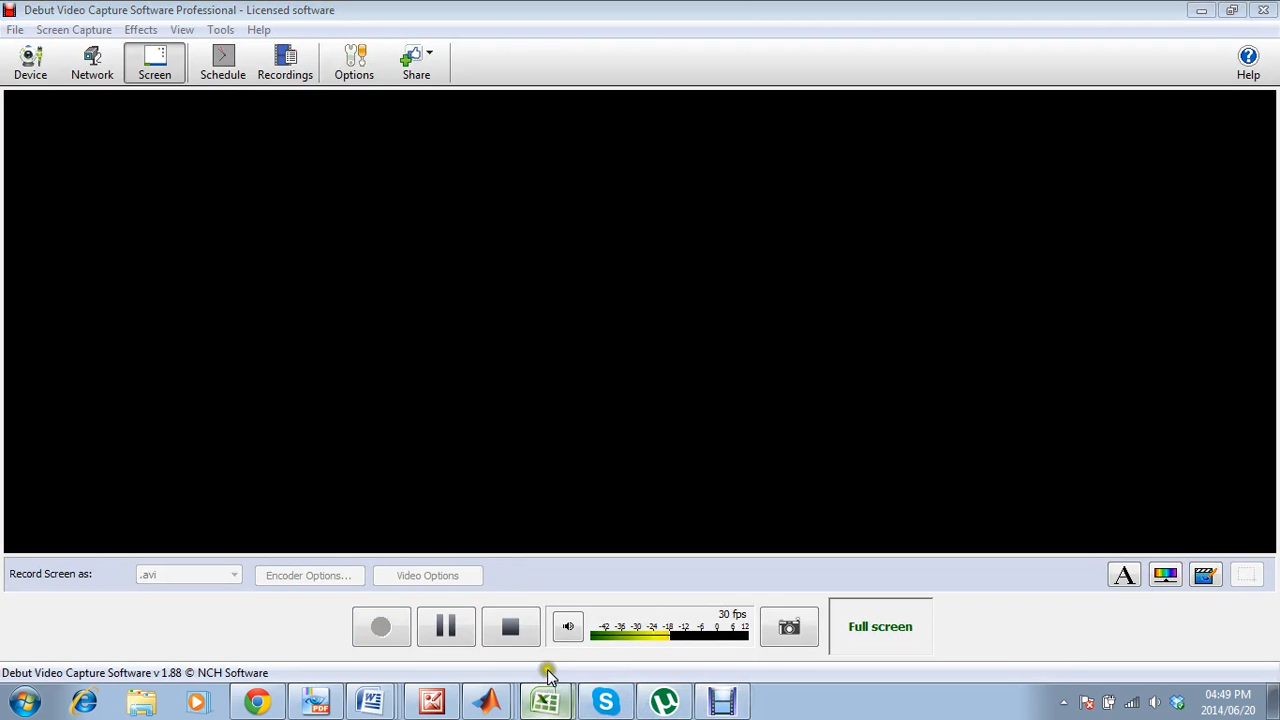 Debut Video Capture Software Professional - Licensed software
File Screen Capture Effects View Tools Help
Device Network Screen Schedule Recordings Options Share Help
Record Screen as: .avi Encoder Options... Video Options A
30 fps
-42 -36 -30 -24 -18 -12 -6 0 6 12
Full screen
Debut Video Capture Software v 1.88 © NCH Software
04:49 PM
2014/06/20